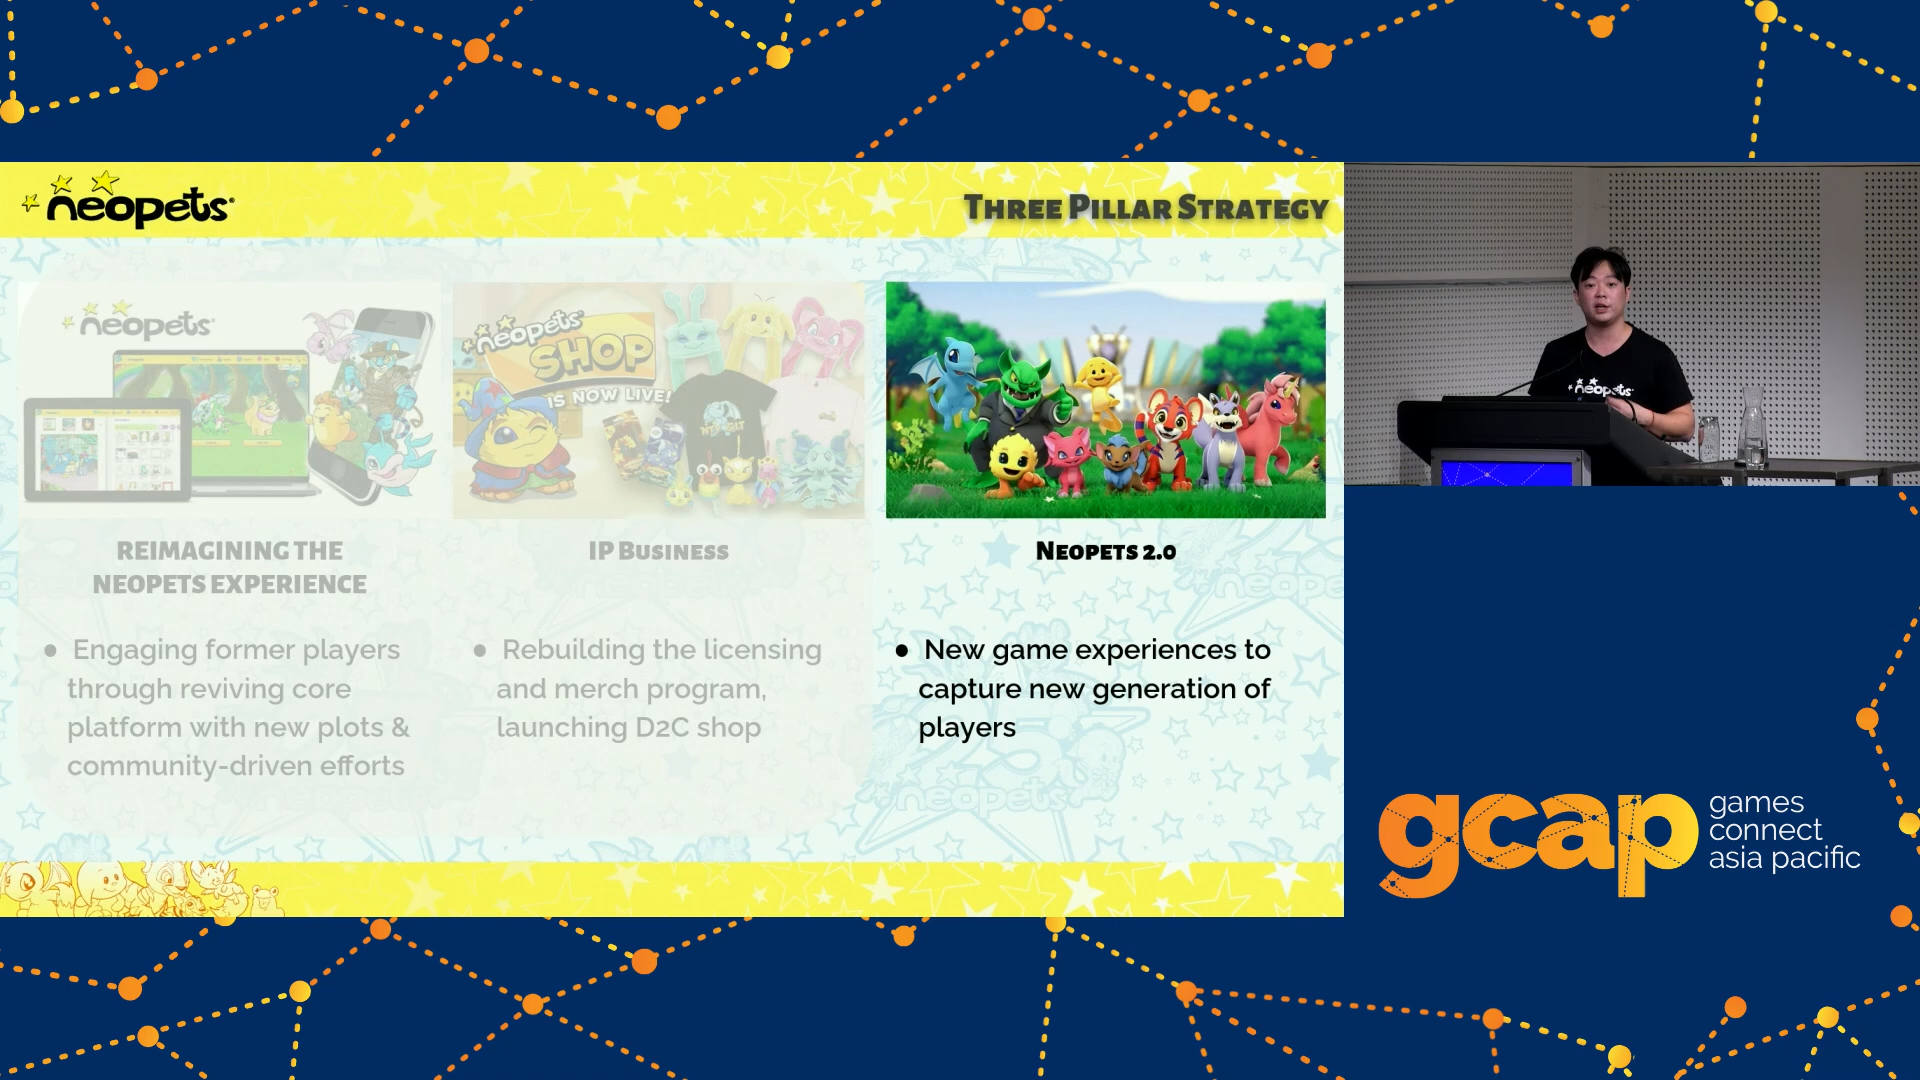 neopets
Three Pillar Strategy
neopets
neopets
SHOP
IS NOW LIVE!
REIMAGINING THE
NEOPETS EXPERIENCE
IP Business
Neopets 2.0
● Engaging former players
through reviving core
platform with new plots &
community-driven efforts
● Rebuilding the licensing
and merch program,
launching D2C shop
● New game experiences to
capture new generation of
players
neopets
gcap
games
connect
asia pacific